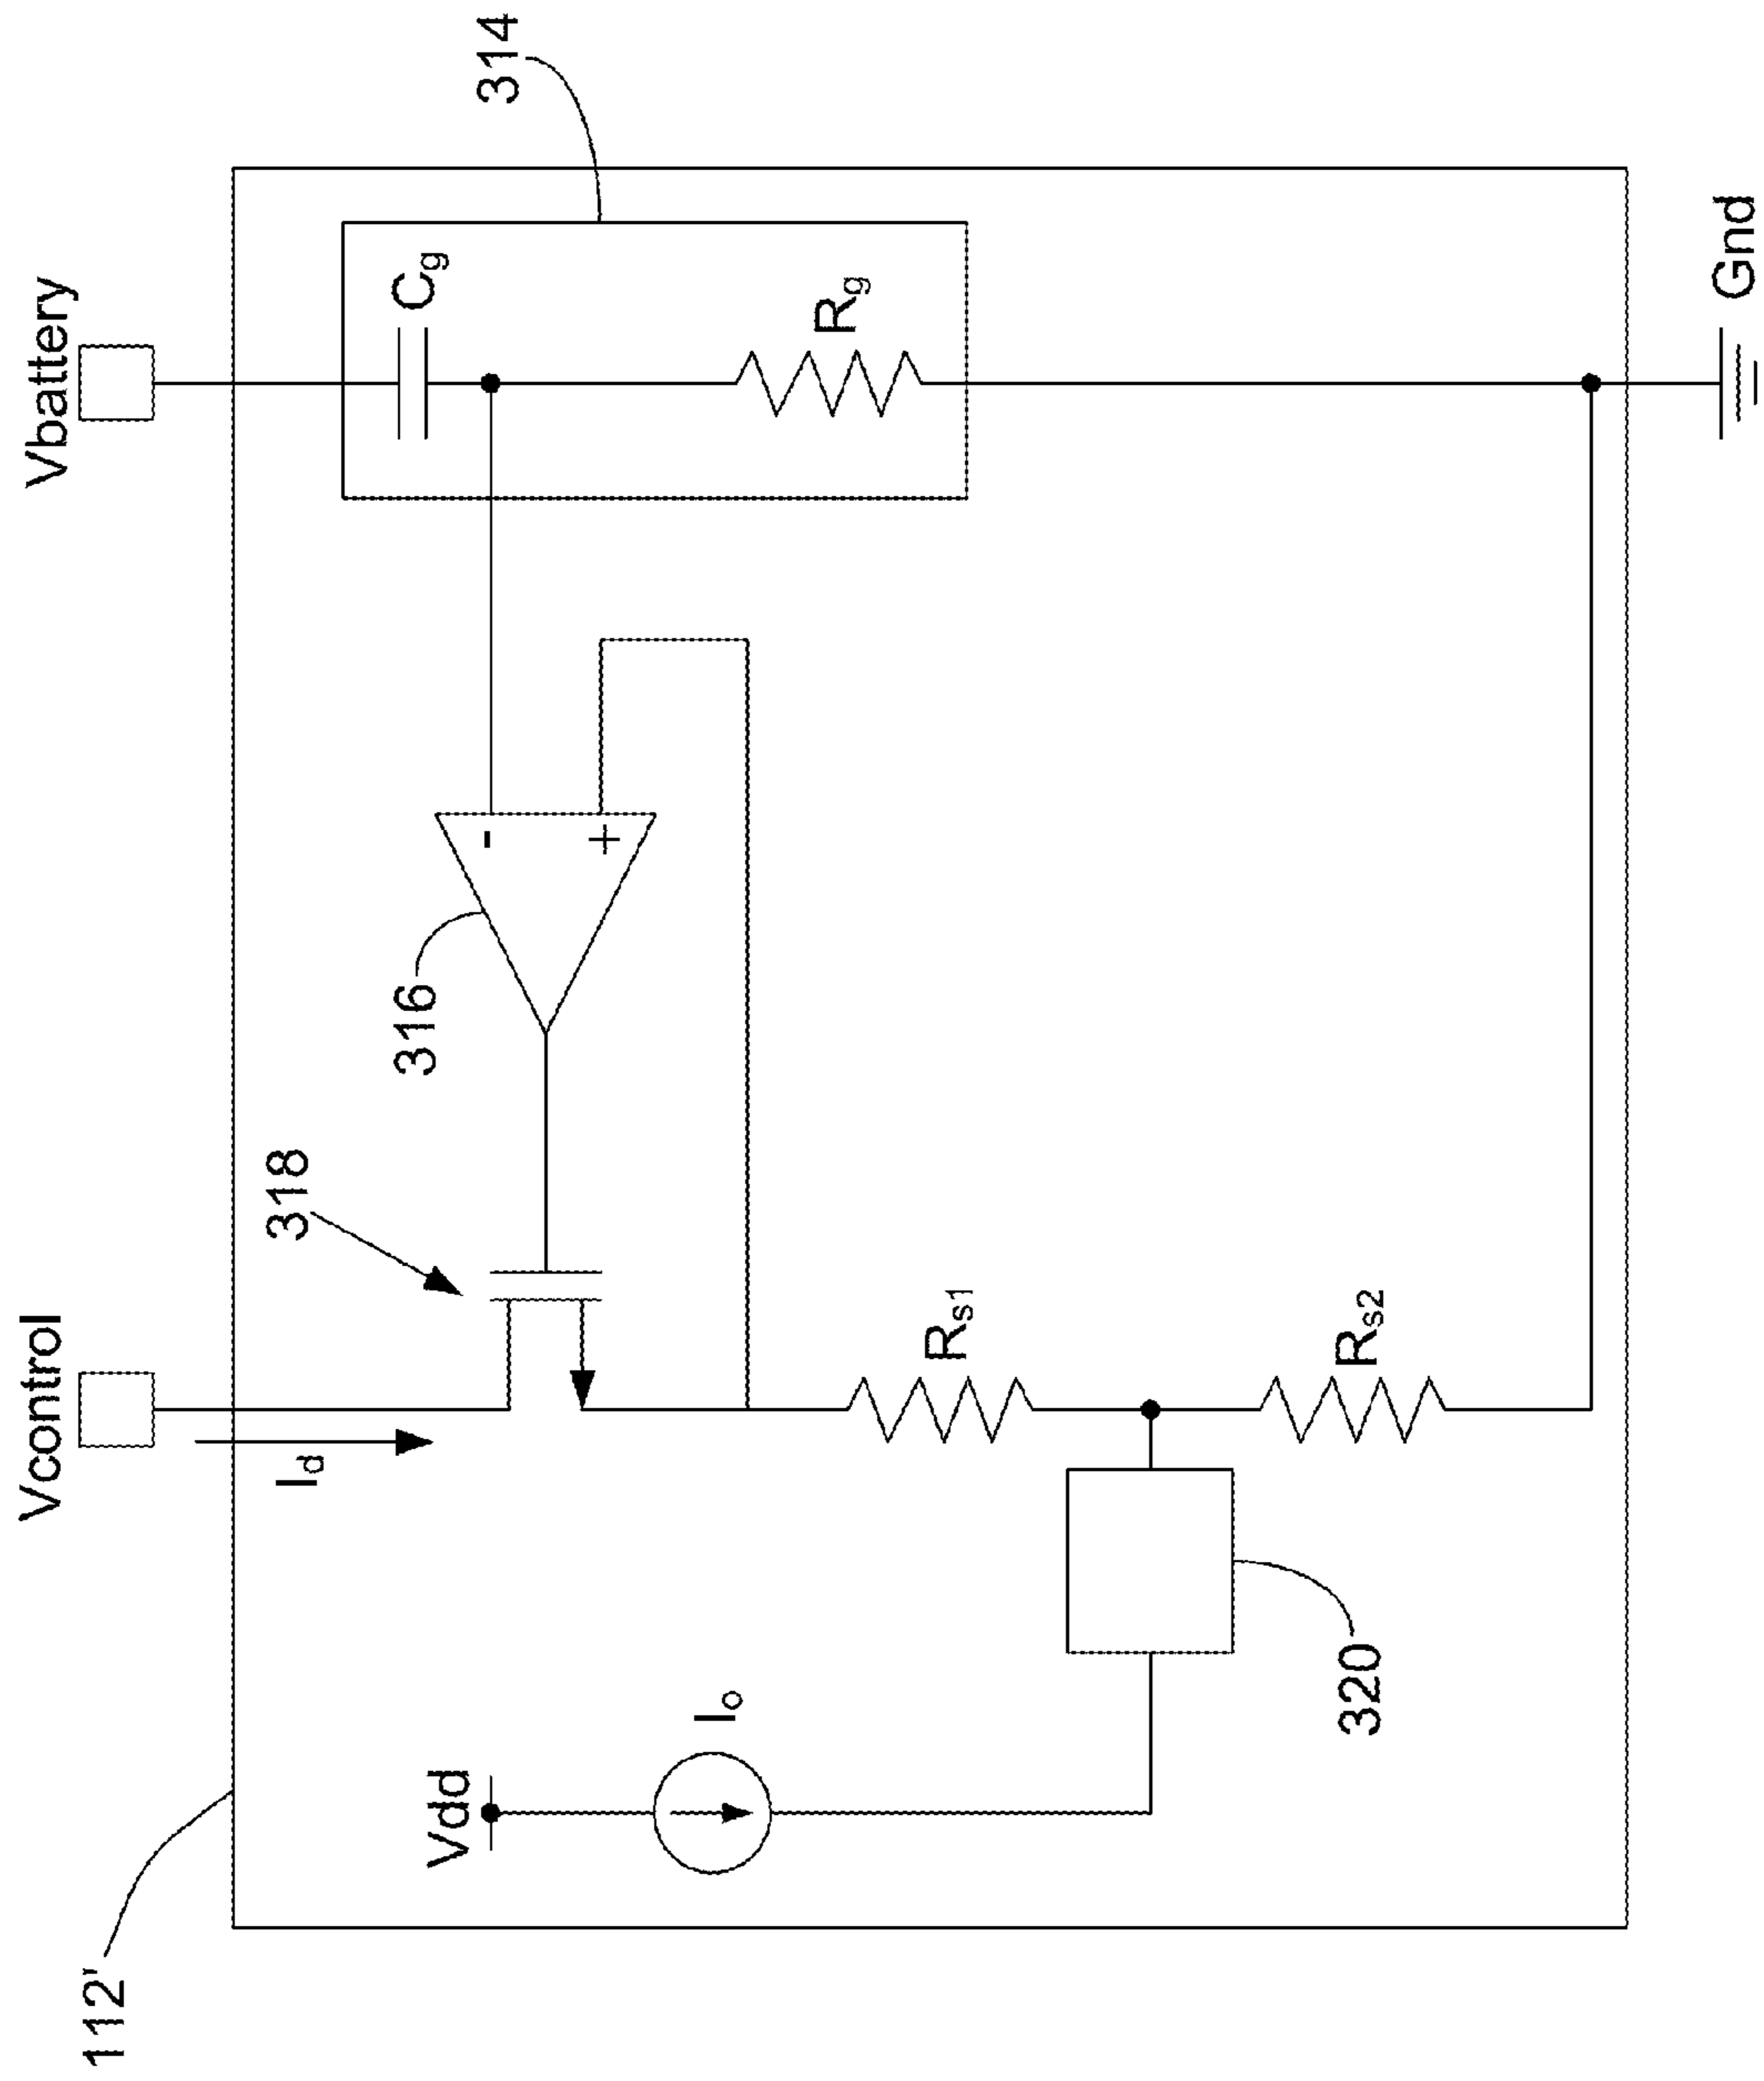 112'
Vcontrol
Vbattery
Id
318
316
-
+
Cg
Rg
314
Vdd
Io
320
Rs1
Rs2
Gnd